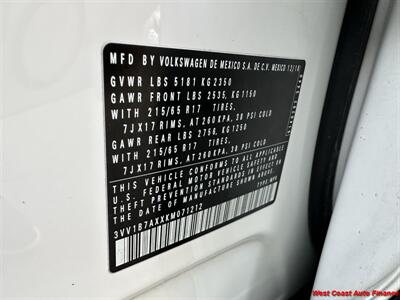 MFD BY VOLKSWAGEN DE MEXICO S.A. DE C.V. MEXICO 12/18
GVWR LBS 5181 KG 2350
GAWR FRONT LBS 2535, KG 1150
WITH 215/65 R17 TIRES,
7JX17 RIMS, AT 260 KPA, 38 PSI COLD
GAWR REAR LBS 2756, KG 1250
WITH 215/65 R17 TIRES,
7JX17 RIMS, AT 260 KPA, 38 PSI COLD
THIS VEHICLE CONFORMS TO ALL APPLICABLE
U.S. FEDERAL MOTOR VEHICLE SAFETY AND
THEFT PREVENTION STANDARDS IN EFFECT ON
THE DATE OF MANUFACTURE SHOWN ABOVE.
3VV1B7AXXKM071212 TYPE: MPV
West Coast Auto Finance